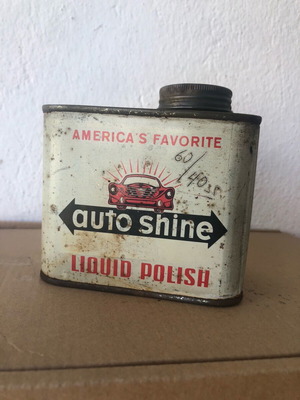 AMERICA'S FAVORITE
auto shine
LIQUID POLISH